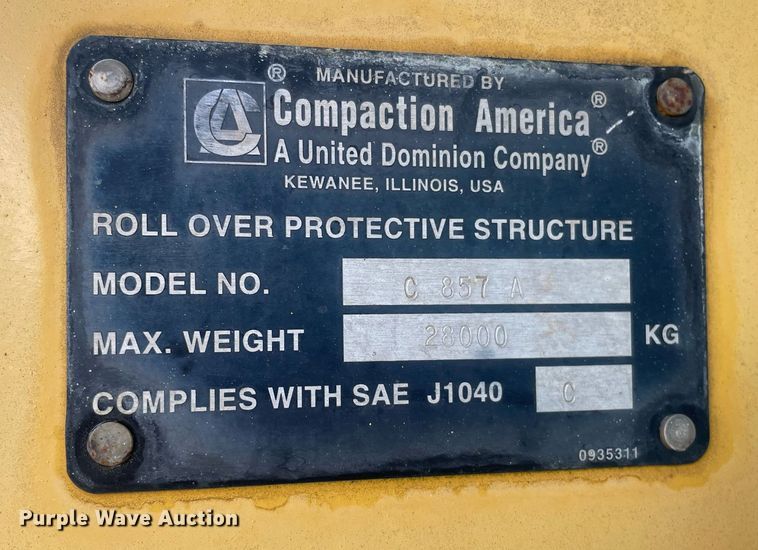 ® MANUFACTURED BY
CA Compaction America®
A United Dominion Company®
KEWANEE, ILLINOIS, USA
ROLL OVER PROTECTIVE STRUCTURE
MODEL NO. C 857 A
MAX. WEIGHT 28000 KG
COMPLIES WITH SAE J1040 C
0935311
Purple Wave Auction